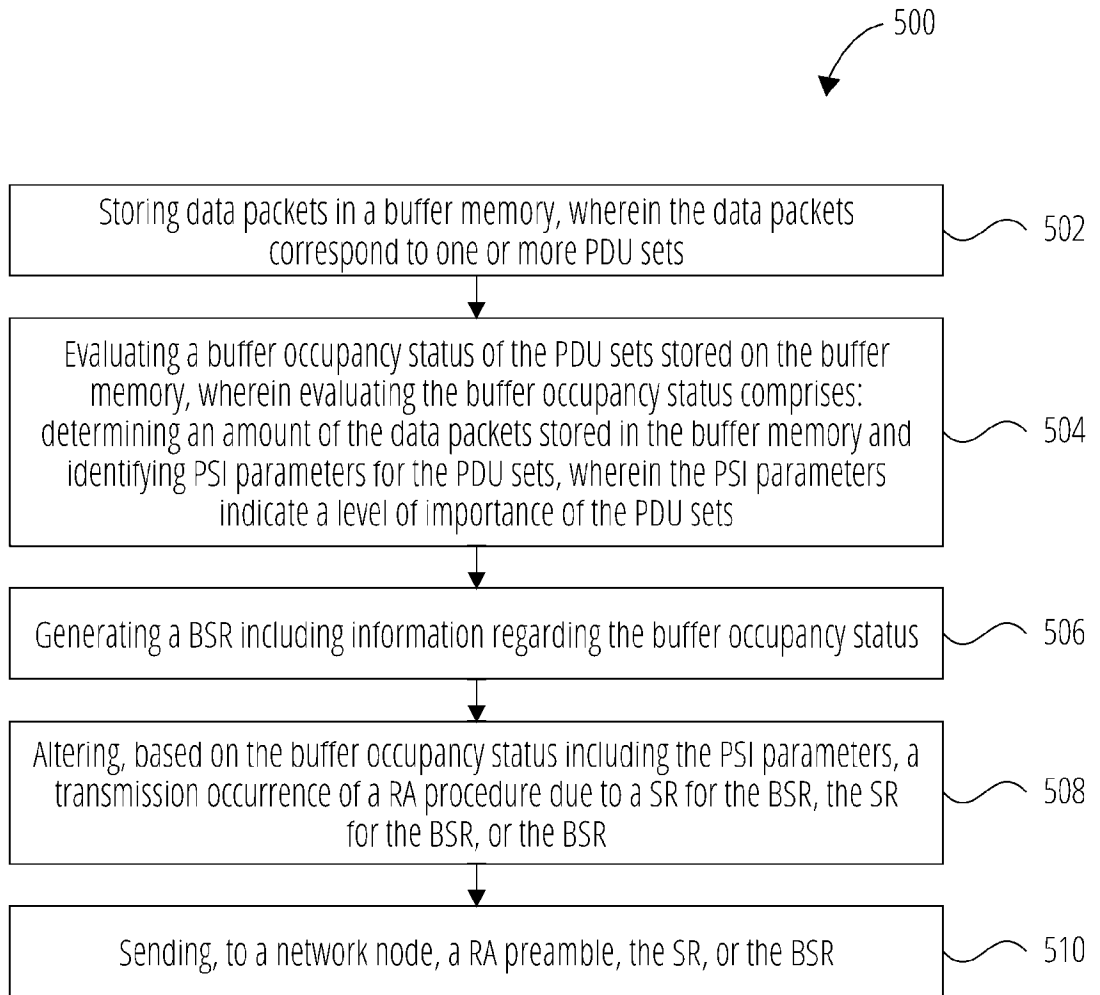 500
Storing data packets in a buffer memory, wherein the data packets
correspond to one or more PDU sets
502
Evaluating a buffer occupancy status of the PDU sets stored on the buffer
memory, wherein evaluating the buffer occupancy status comprises:
determining an amount of the data packets stored in the buffer memory and
identifying PSI parameters for the PDU sets, wherein the PSI parameters
indicate a level of importance of the PDU sets
504
Generating a BSR including information regarding the buffer occupancy status
506
Altering, based on the buffer occupancy status including the PSI parameters, a
transmission occurrence of a RA procedure due to a SR for the BSR, the SR
for the BSR, or the BSR
508
Sending, to a network node, a RA preamble, the SR, or the BSR
510